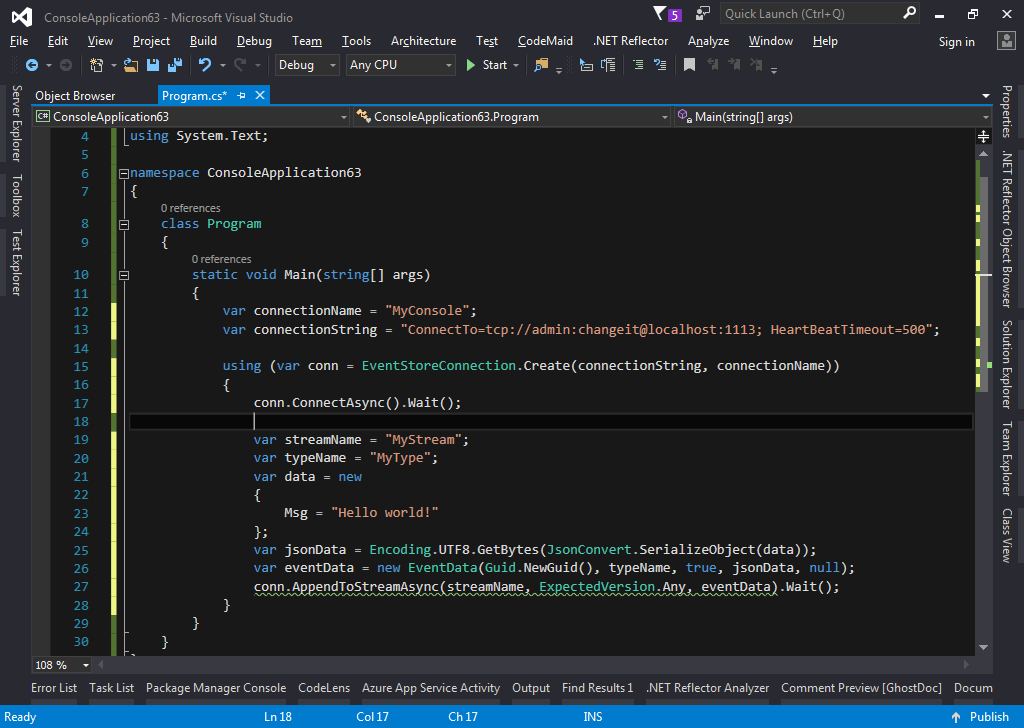 ConsoleApplication63 - Microsoft Visual Studio
5
Quick Launch (Ctrl+Q)
File Edit View Project Build Debug Team Tools Architecture Test CodeMaid .NET Reflector Analyze Window Help Sign in
Debug Any CPU Start
Object Browser Program.cs*
C# ConsoleApplication63 ConsoleApplication63.Program Main(string[] args)
Server Explorer
Toolbox
Test Explorer
4 using System.Text;
5
6 namespace ConsoleApplication63
7 {
0 references
8 class Program
9 {
0 references
10 static void Main(string[] args)
11 {
12 var connectionName = "MyConsole";
13 var connectionString = "ConnectTo=tcp://admin:changeit@localhost:1113; HeartBeatTimeout=500";
14
15 using (var conn = EventStoreConnection.Create(connectionString, connectionName))
16 {
17 conn.ConnectAsync().Wait();
18
19 var streamName = "MyStream";
20 var typeName = "MyType";
21 var data = new
22 {
23 Msg = "Hello world!"
24 };
25 var jsonData = Encoding.UTF8.GetBytes(JsonConvert.SerializeObject(data));
26 var eventData = new EventData(Guid.NewGuid(), typeName, true, jsonData, null);
27 conn.AppendToStreamAsync(streamName, ExpectedVersion.Any, eventData).Wait();
28 }
29 }
30 }
Properties
.NET Reflector Object Browser
Solution Explorer
Team Explorer
Class View
108 %
Error List Task List Package Manager Console CodeLens Azure App Service Activity Output Find Results 1 .NET Reflector Analyzer Comment Preview [GhostDoc] Docum
Ready Ln 18 Col 17 Ch 17 INS Publish